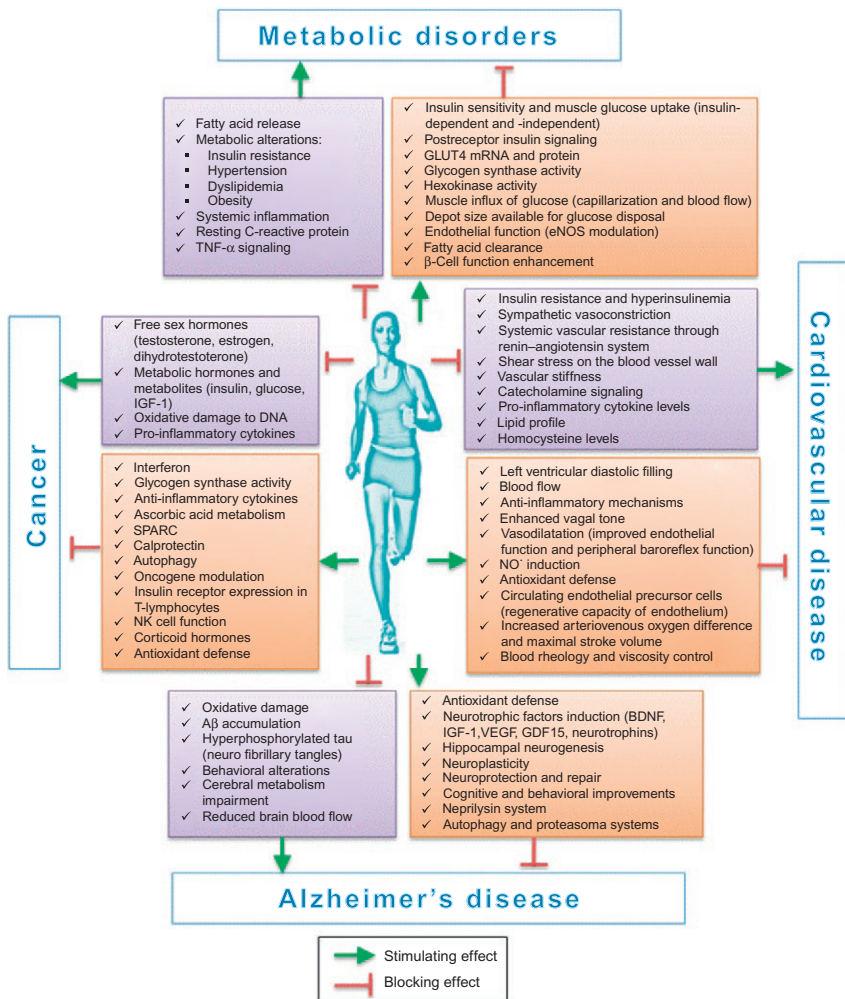 Metabolic disorders
✓ Fatty acid release
✓ Metabolic alterations:
▪ Insulin resistance
▪ Hypertension
▪ Dyslipidemia
▪ Obesity
✓ Systemic inflammation
✓ Resting C-reactive protein
✓ TNF-α signaling
✓ Insulin sensitivity and muscle glucose uptake (insulin-
dependent and -independent)
✓ Postreceptor insulin signaling
✓ GLUT4 mRNA and protein
✓ Glycogen synthase activity
✓ Hexokinase activity
✓ Muscle influx of glucose (capillarization and blood flow)
✓ Depot size available for glucose disposal
✓ Endothelial function (eNOS modulation)
✓ Fatty acid clearance
✓ β-Cell function enhancement
Cancer
✓ Free sex hormones
(testosterone, estrogen,
dihydrotestoterone)
✓ Metabolic hormones and
metabolites (insulin, glucose,
IGF-1)
✓ Oxidative damage to DNA
✓ Pro-inflammatory cytokines
✓ Interferon
✓ Glycogen synthase activity
✓ Anti-inflammatory cytokines
✓ Ascorbic acid metabolism
✓ SPARC
✓ Calprotectin
✓ Autophagy
✓ Oncogene modulation
✓ Insulin receptor expression in
T-lymphocytes
✓ NK cell function
✓ Corticoid hormones
✓ Antioxidant defense
✓ Insulin resistance and hyperinsulinemia
✓ Sympathetic vasoconstriction
✓ Systemic vascular resistance through
renin–angiotensin system
✓ Shear stress on the blood vessel wall
✓ Vascular stiffness
✓ Catecholamine signaling
✓ Pro-inflammatory cytokine levels
✓ Lipid profile
✓ Homocysteine levels
✓ Left ventricular diastolic filling
✓ Blood flow
✓ Anti-inflammatory mechanisms
✓ Enhanced vagal tone
✓ Vasodilatation (improved endothelial
function and peripheral baroreflex function)
✓ NO˙ induction
✓ Antioxidant defense
✓ Circulating endothelial precursor cells
(regenerative capacity of endothelium)
✓ Increased arteriovenous oxygen difference
and maximal stroke volume
✓ Blood rheology and viscosity control
Cardiovascular disease
✓ Oxidative damage
✓ Aβ accumulation
✓ Hyperphosphorylated tau
(neuro fibrillary tangles)
✓ Behavioral alterations
✓ Cerebral metabolism
impairment
✓ Reduced brain blood flow
✓ Antioxidant defense
✓ Neurotrophic factors induction (BDNF,
IGF-1,VEGF, GDF15, neurotrophins)
✓ Hippocampal neurogenesis
✓ Neuroplasticity
✓ Neuroprotection and repair
✓ Cognitive and behavioral improvements
✓ Neprilysin system
✓ Autophagy and proteasoma systems
Alzheimer's disease
Stimulating effect
Blocking effect